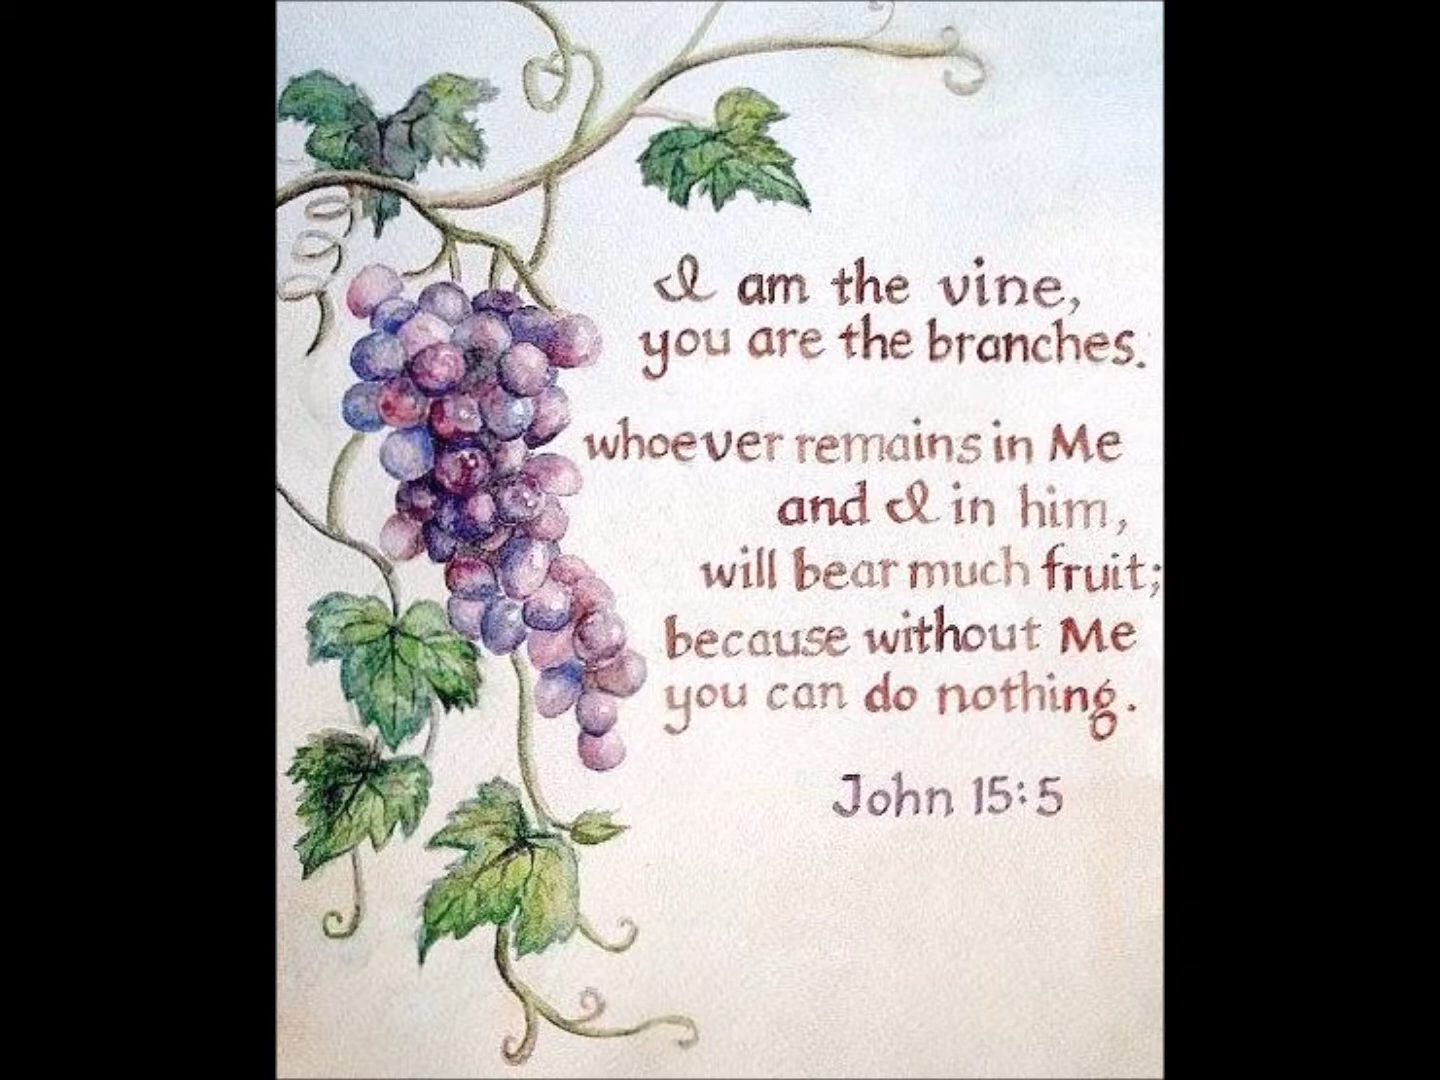 I am the vine,
you are the branches.
whoever remains in Me
and I in him,
will bear much fruit;
because without Me
you can do nothing.
John 15:5